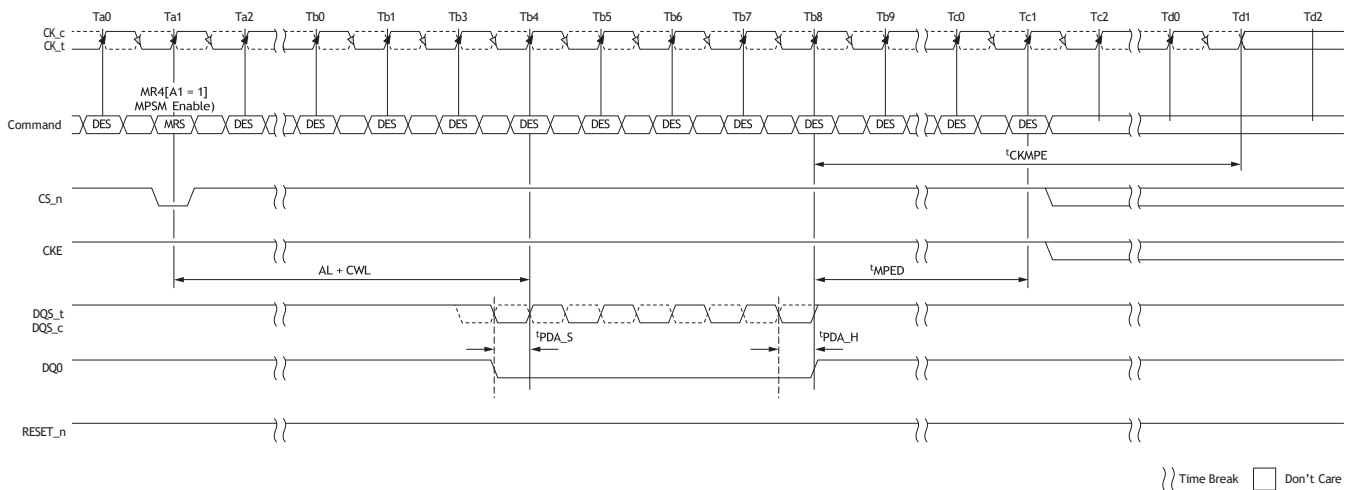 Ta0 Ta1 Ta2 Tb0 Tb1 Tb3 Tb4 Tb5 Tb6 Tb7 Tb8 Tb9 Tc0 Tc1 Tc2 Td0 Td1 Td2
CK_c
CK_t
MR4[A1 = 1]
MPSM Enable)
Command DES MRS DES DES DES DES DES DES DES DES DES DES DES DES
tCKMPE
CS_n
CKE
AL + CWL tMPED
DQS_t
DQS_c
tPDA_S tPDA_H
DQ0
RESET_n
Time Break Don't Care